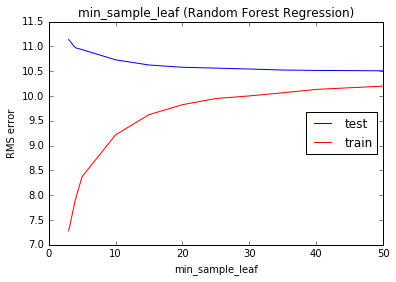 min_sample_leaf (Random Forest Regression)
11.5
11.0
10.5
10.0
9.5
9.0
8.5
8.0
7.5
7.0
RMS error
test
train
0 10 20 30 40 50
min_sample_leaf